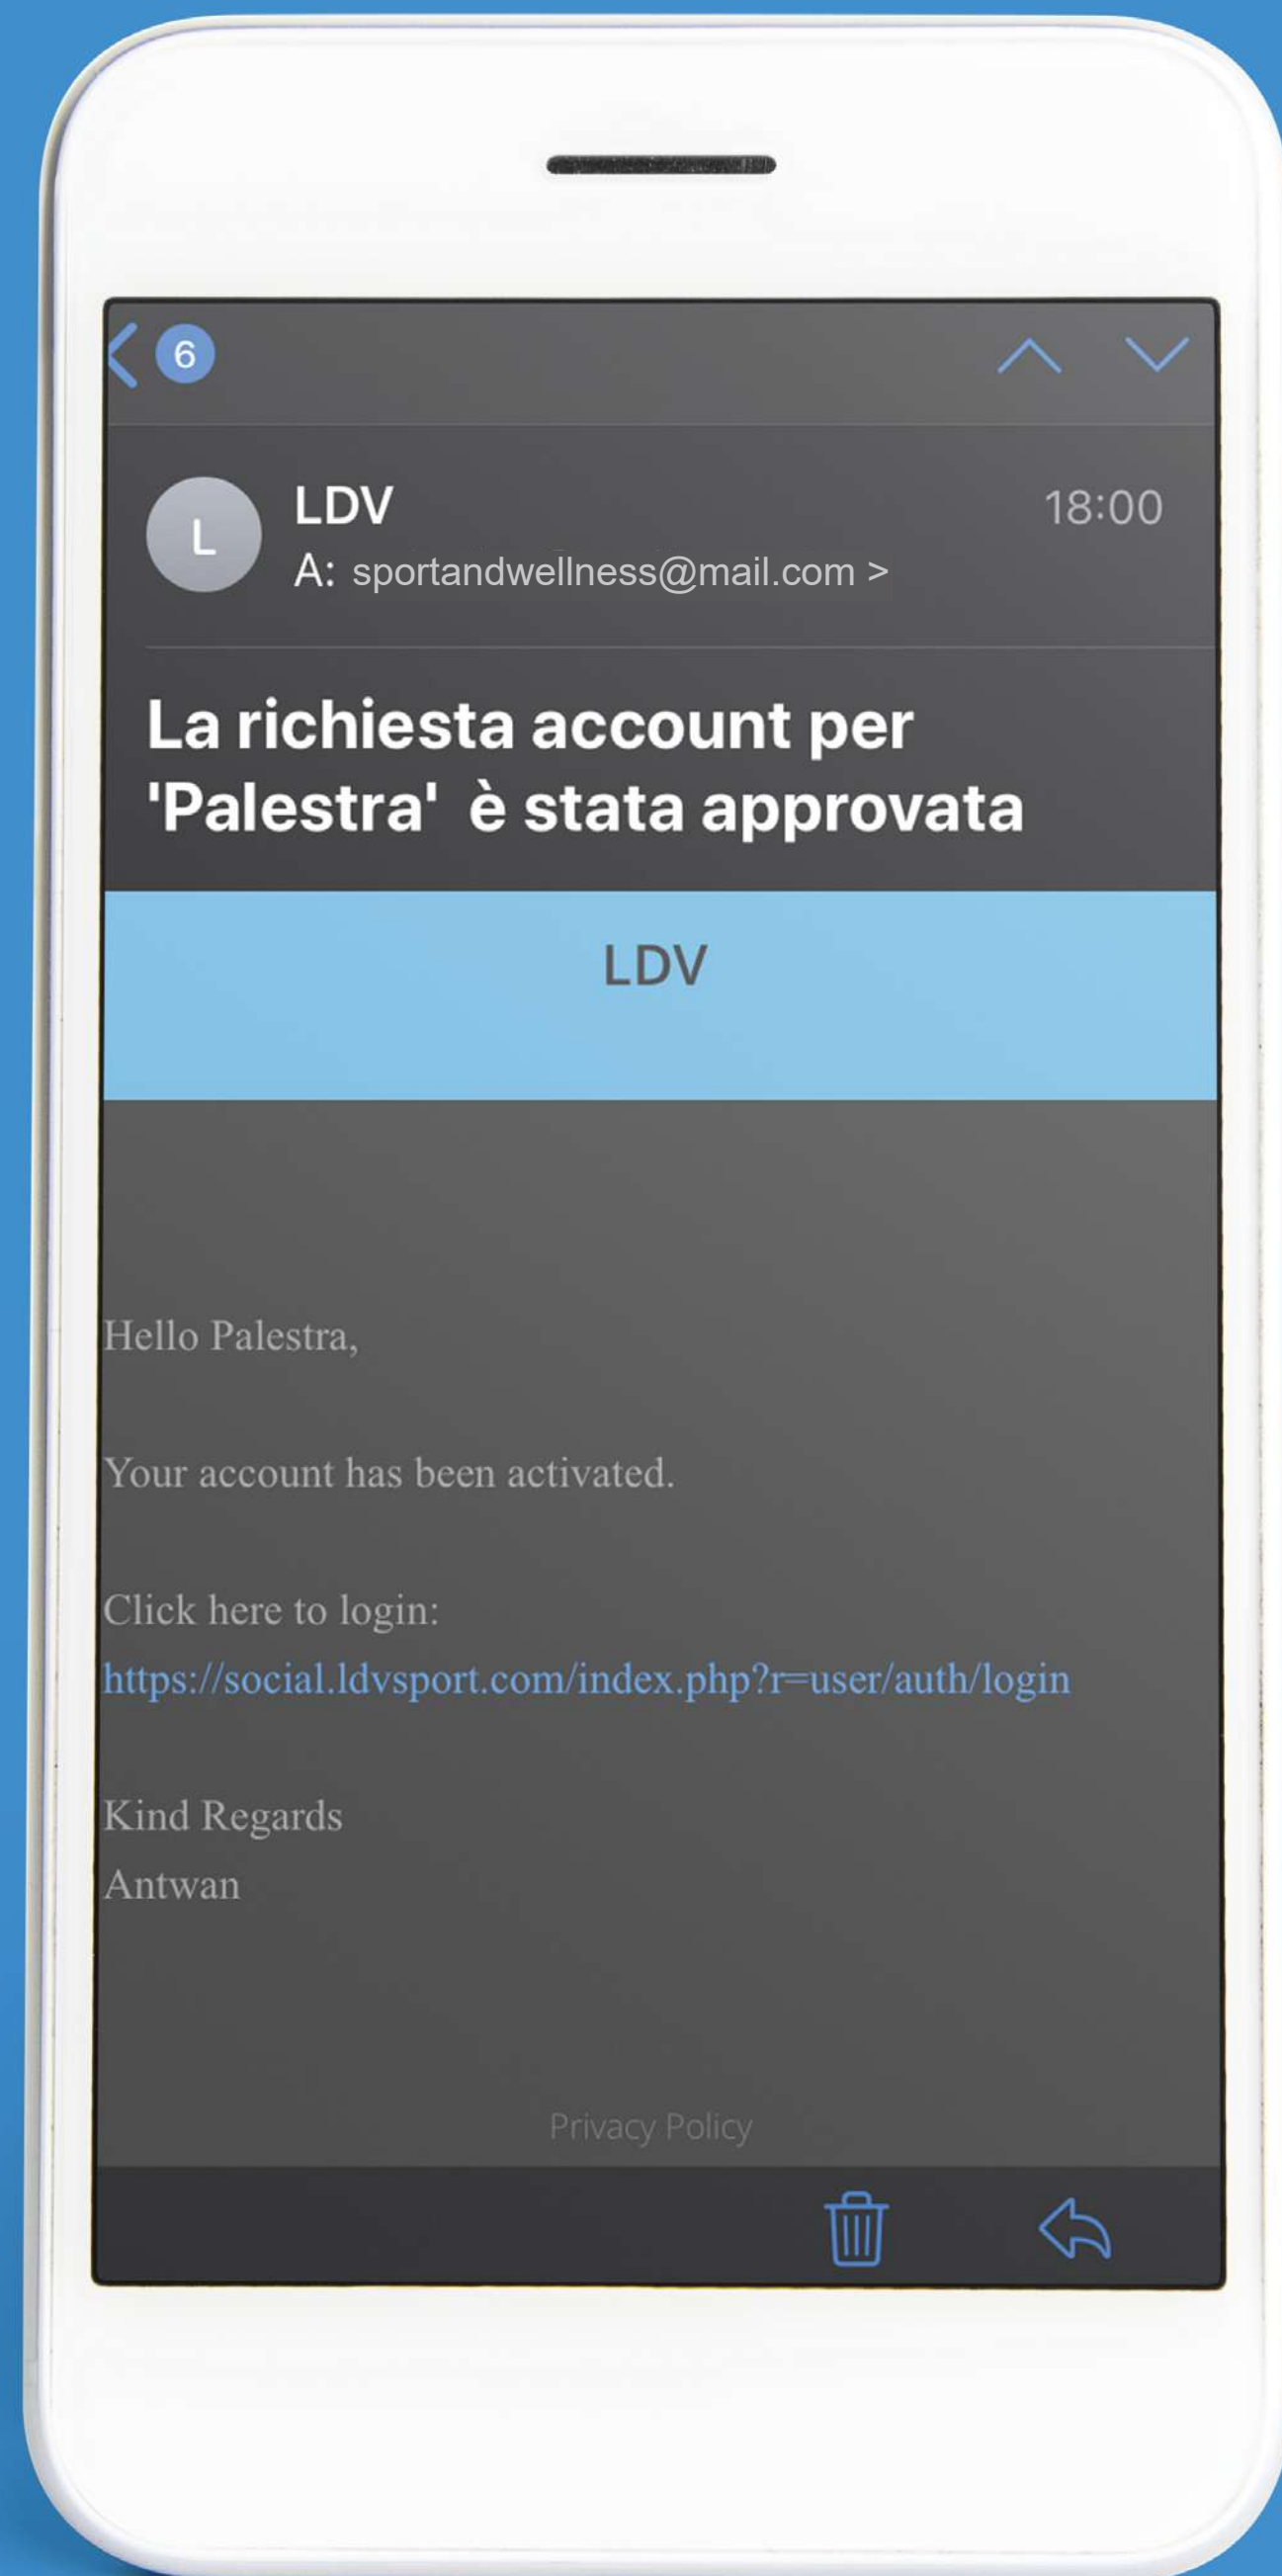 6
L
LDV
18:00
A: sportandwellness@mail.com >
La richiesta account per
'Palestra' è stata approvata
LDV
Hello Palestra,
Your account has been activated.
Click here to login:
https://social.ldvsport.com/index.php?r=user/auth/login
Kind Regards
Antwan
Privacy Policy